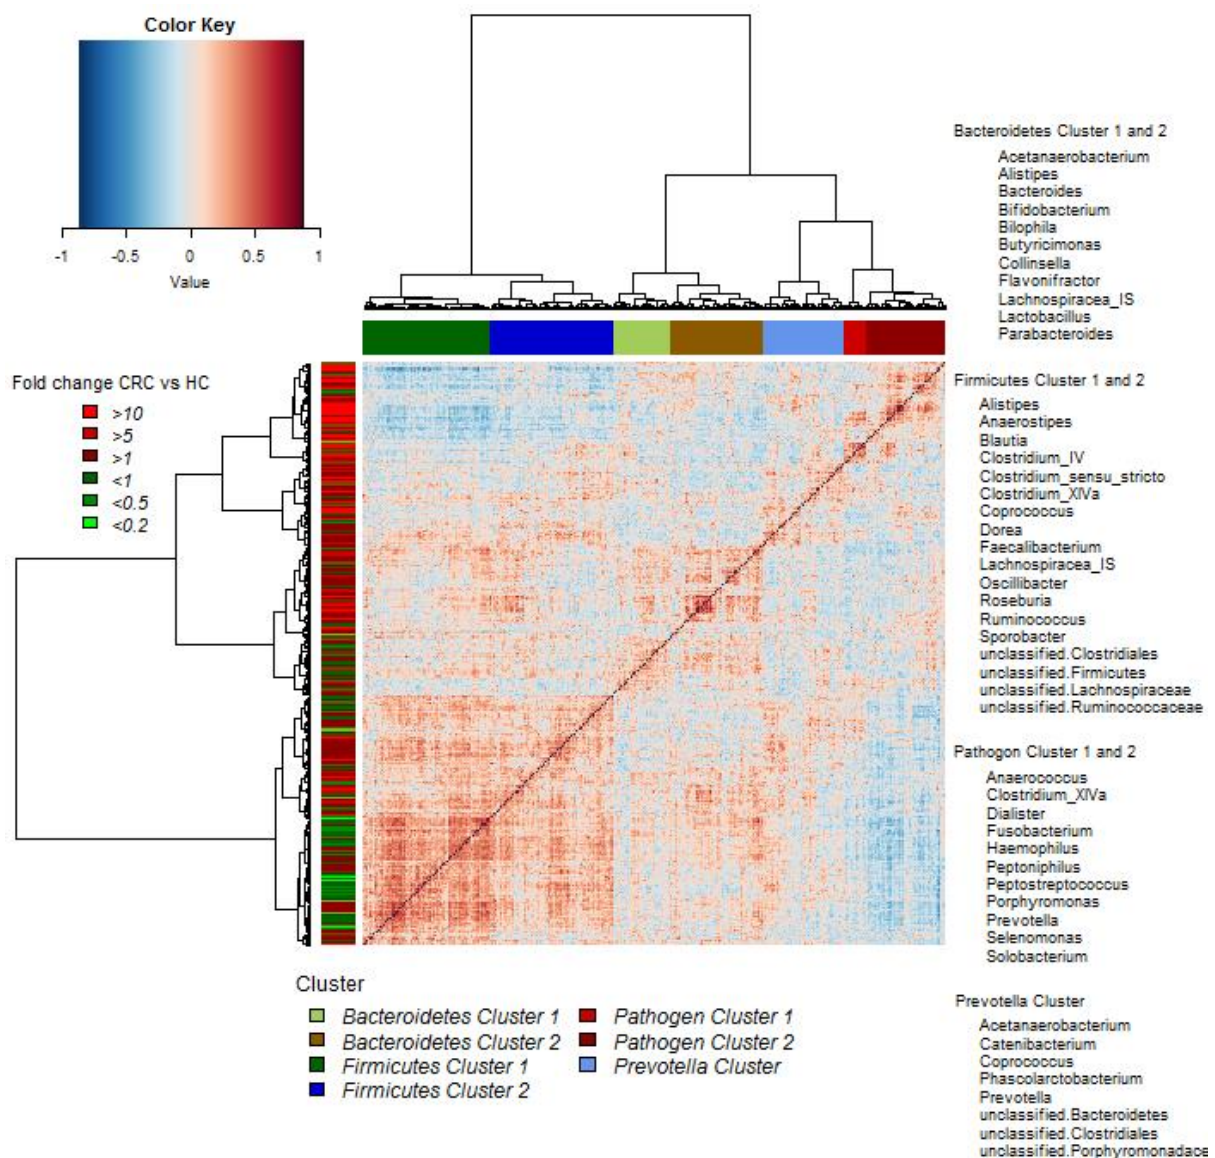 Color Key
-1
-0.5
0
0.5
1
Value
Fold change CRC vs HC
>10
>5
>1
<1
<0.5
<0.2
Bacteroidetes Cluster 1 and 2
Acetanaerobacterium
Alistipes
Bacteroides
Bifidobacterium
Bilophila
Butyricimonas
Collinsella
Flavonifractor
Lachnospiracea_IS
Lactobacillus
Parabacteroides
Firmicutes Cluster 1 and 2
Alistipes
Anaerostipes
Blautia
Clostridium_IV
Clostridium_sensu_stricto
Clostridium_XIVa
Coprococcus
Dorea
Faecalibacterium
Lachnospiracea_IS
Oscillibacter
Roseburia
Ruminococcus
Sporobacter
unclassified.Clostridiales
unclassified.Firmicutes
unclassified.Lachnospiraceae
unclassified.Ruminococcaceae
Pathogon Cluster 1 and 2
Anaerococcus
Clostridium_XIVa
Dialister
Fusobacterium
Haemophilus
Peptoniphilus
Peptostreptococcus
Porphyromonas
Prevotella
Selenomonas
Solobacterium
Prevotella Cluster
Acetanaerobacterium
Catenibacterium
Coprococcus
Phascolarctobacterium
Prevotella
unclassified.Bacteroidetes
unclassified.Clostridiales
unclassified.Porphyromonadace
Cluster
Bacteroidetes Cluster 1
Bacteroidetes Cluster 2
Firmicutes Cluster 1
Firmicutes Cluster 2
Pathogen Cluster 1
Pathogen Cluster 2
Prevotella Cluster